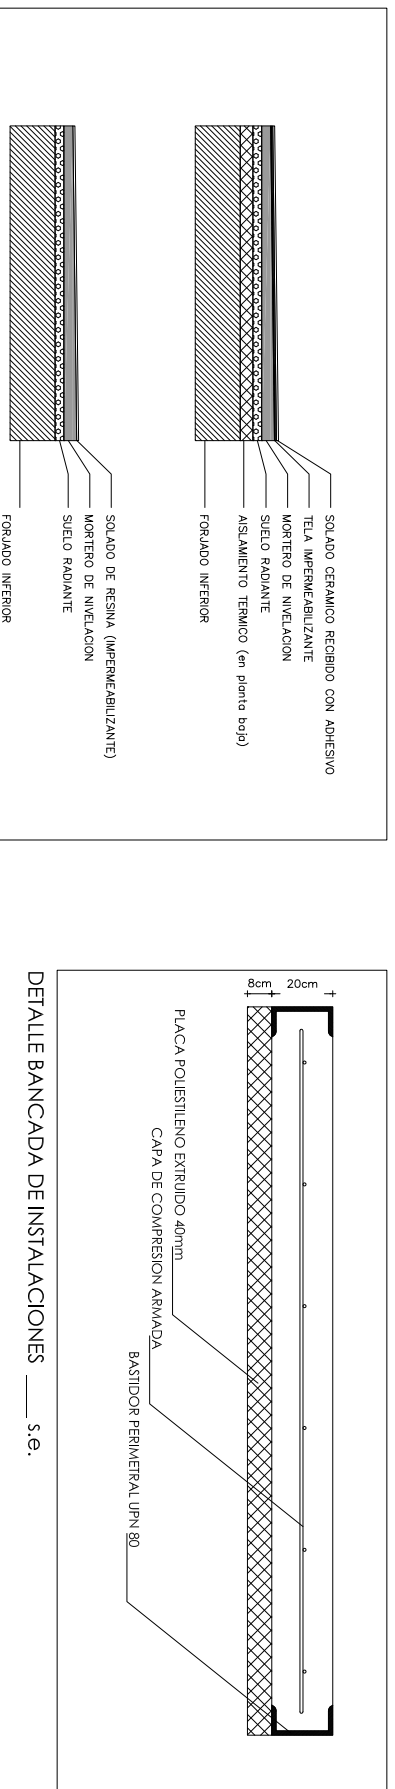 SOLADO CERAMICO RECIBIDO CON ADHESIVO
TELA IMPERMEABILIZANTE
MORTERO DE NIVELACION
SUELO RADIANTE
AISLAMIENTO TERMICO (en planta baja)
FORJADO INFERIOR
SOLADO DE RESINA (IMPERMEABILIZANTE)
MORTERO DE NIVELACION
SUELO RADIANTE
FORJADO INFERIOR
20cm
8cm
PLACA POLIESTILENO EXTRUIDO 40mm
CAPA DE COMPRESION ARMADA
BASTIDOR PERIMETRAL UPN 80
DETALLE BANCADA DE INSTALACIONES ___ s.e.